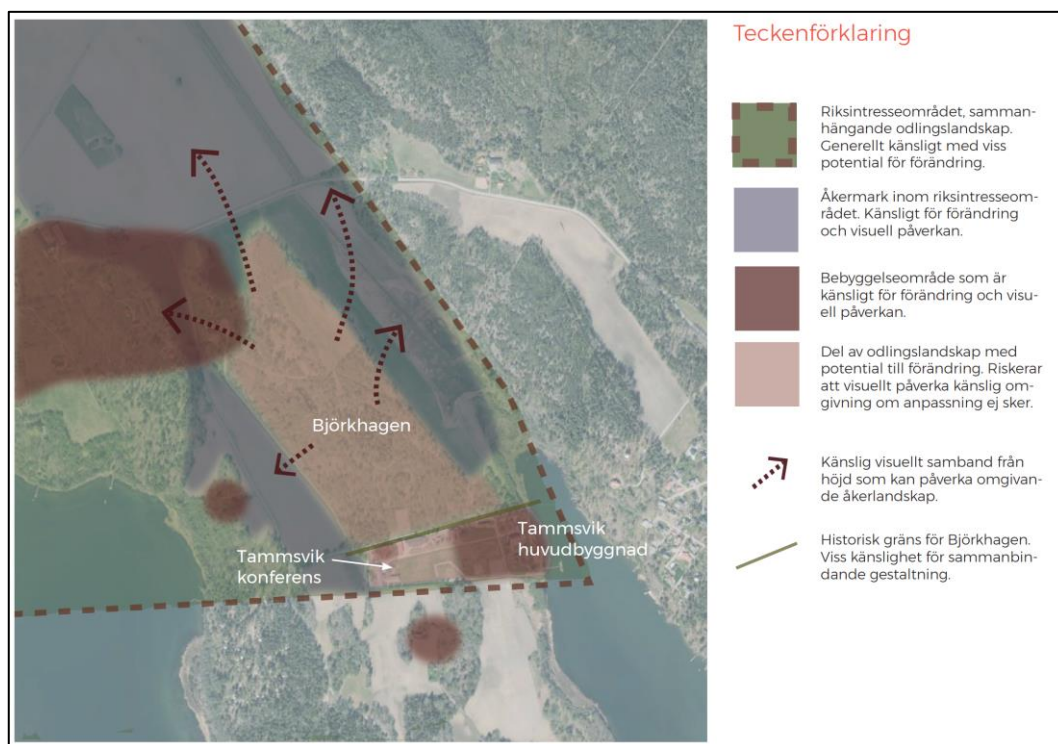 Teckenförklaring
Riksintresseområdet, samman-
hängande odlingslandskap.
Generellt känsligt med viss
potential för förändring.
Åkermark inom riksintresseom-
rådet. Känsligt för förändring
och visuell påverkan.
Bebyggelseområde som är
känsligt för förändring och visu-
ell påverkan.
Del av odlingslandskap med
potential till förändring. Riskerar
att visuellt påverka känslig om-
givning om anpassning ej sker.
Känslig visuellt samband från
höjd som kan påverka omgivan-
de åkerlandskap.
Historisk gräns för Björkhagen.
Viss känslighet för sammanbin-
dande gestaltning.
Björkhagen
Tammsvik
huvudbyggnad
Tammsvik
konferens